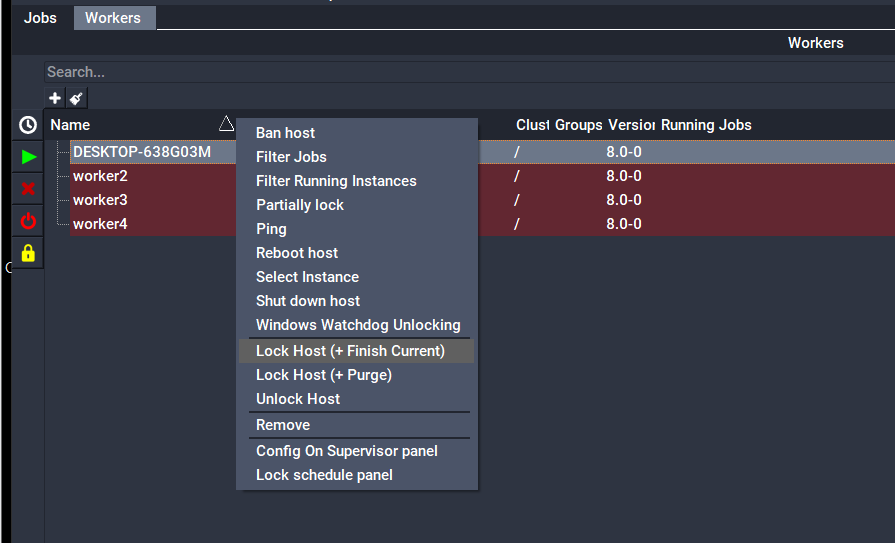 Jobs Workers
Workers
Search...
Name Clust Groups Version Running Jobs
DESKTOP-638G03M / 8.0-0
worker2 / 8.0-0
worker3 / 8.0-0
worker4 / 8.0-0
Ban host
Filter Jobs
Filter Running Instances
Partially lock
Ping
Reboot host
Select Instance
Shut down host
Windows Watchdog Unlocking
Lock Host (+ Finish Current)
Lock Host (+ Purge)
Unlock Host
Remove
Config On Supervisor panel
Lock schedule panel